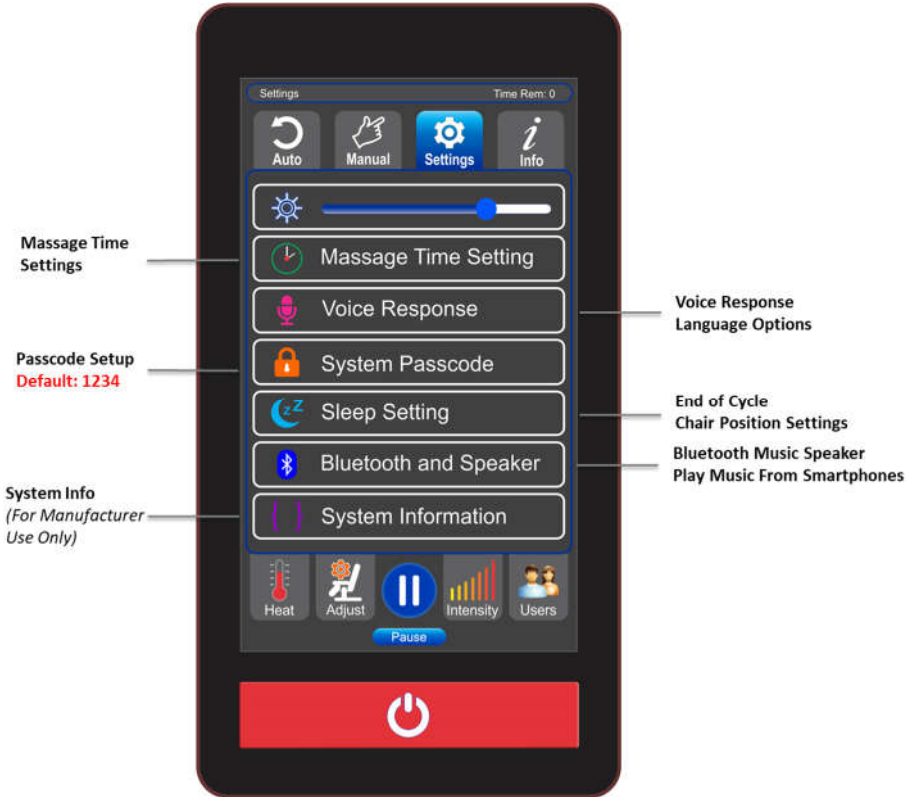 Settings
Time Rem: 0
Auto
Manual
Settings
Info
Massage Time Setting
Voice Response
System Passcode
Sleep Setting
Bluetooth and Speaker
System Information
Heat
Adjust
Intensity
Users
Pause
Massage Time
Settings
Passcode Setup
Default: 1234
System Info
(For Manufacturer
Use Only)
Voice Response
Language Options
End of Cycle
Chair Position Settings
Bluetooth Music Speaker
Play Music From Smartphones